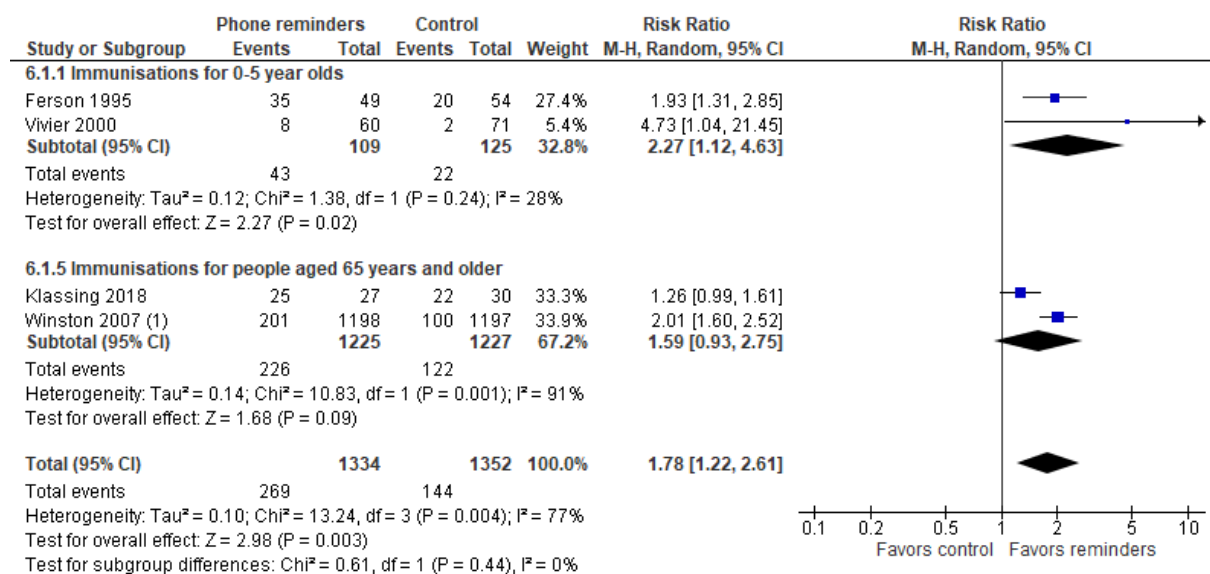 Phone reminders Control Risk Ratio Risk Ratio
Study or Subgroup Events Total Events Total Weight M-H, Random, 95% CI M-H, Random, 95% CI
6.1.1 Immunisations for 0-5 year olds
Ferson 1995 35 49 20 54 27.4% 1.93 [1.31, 2.85]
Vivier 2000 8 60 2 71 5.4% 4.73 [1.04, 21.45]
Subtotal (95% CI) 109 125 32.8% 2.27 [1.12, 4.63]
Total events 43 22
Heterogeneity: Tau² = 0.12; Chi² = 1.38, df = 1 (P = 0.24); I² = 28%
Test for overall effect: Z = 2.27 (P = 0.02)
6.1.5 Immunisations for people aged 65 years and older
Klassing 2018 25 27 22 30 33.3% 1.26 [0.99, 1.61]
Winston 2007 (1) 201 1198 100 1197 33.9% 2.01 [1.60, 2.52]
Subtotal (95% CI) 1225 1227 67.2% 1.59 [0.93, 2.75]
Total events 226 122
Heterogeneity: Tau² = 0.14; Chi² = 10.83, df = 1 (P = 0.001); I² = 91%
Test for overall effect: Z = 1.68 (P = 0.09)
Total (95% CI) 1334 1352 100.0% 1.78 [1.22, 2.61]
Total events 269 144
Heterogeneity: Tau² = 0.10; Chi² = 13.24, df = 3 (P = 0.004); I² = 77%
Test for overall effect: Z = 2.98 (P = 0.003)
Test for subgroup differences: Chi² = 0.61, df = 1 (P = 0.44), I² = 0%
0.1 0.2 0.5 1 2 5 10
Favors control Favors reminders